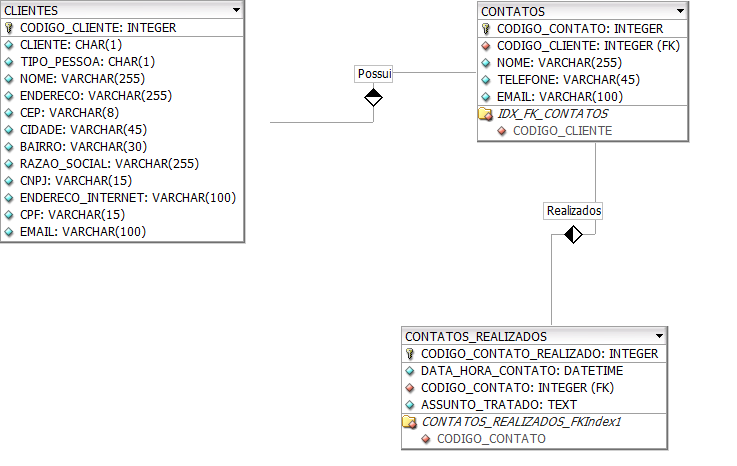 CLIENTES
CODIGO_CLIENTE: INTEGER
CLIENTE: CHAR(1)
TIPO_PESSOA: CHAR(1)
NOME: VARCHAR(255)
ENDERECO: VARCHAR(255)
CEP: VARCHAR(8)
CIDADE: VARCHAR(45)
BAIRRO: VARCHAR(30)
RAZAO_SOCIAL: VARCHAR(255)
CNPJ: VARCHAR(15)
ENDERECO_INTERNET: VARCHAR(100)
CPF: VARCHAR(15)
EMAIL: VARCHAR(100)
Possui
CONTATOS
CODIGO_CONTATO: INTEGER
CODIGO_CLIENTE: INTEGER (FK)
NOME: VARCHAR(255)
TELEFONE: VARCHAR(45)
EMAIL: VARCHAR(100)
IDX_FK_CONTATOS
CODIGO_CLIENTE
Realizados
CONTATOS_REALIZADOS
CODIGO_CONTATO_REALIZADO: INTEGER
DATA_HORA_CONTATO: DATETIME
CODIGO_CONTATO: INTEGER (FK)
ASSUNTO_TRATADO: TEXT
CONTATOS_REALIZADOS_FKIndex1
CODIGO_CONTATO